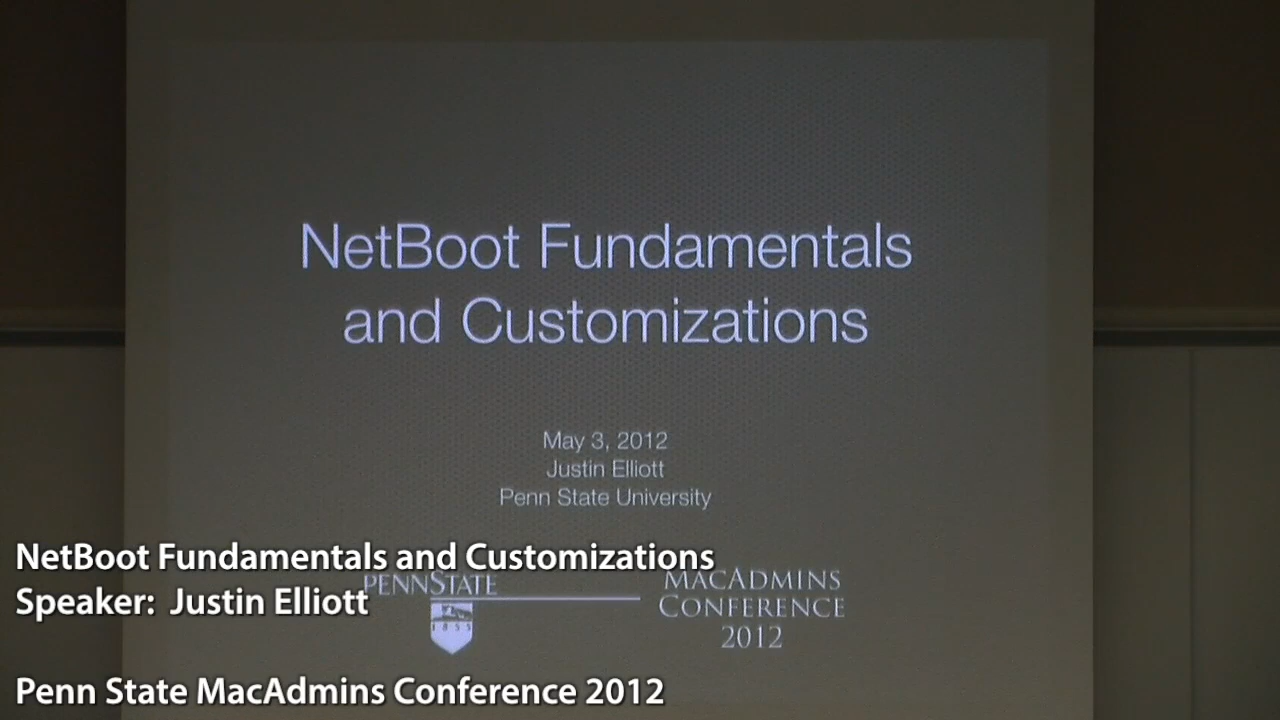 NetBoot Fundamentals
and Customizations
May 3, 2012
Justin Elliott
Penn State University
NetBoot Fundamentals and Customizations
Speaker: Justin Elliott
PENNSTATE
1855
MACADMINS
CONFERENCE
2012
Penn State MacAdmins Conference 2012